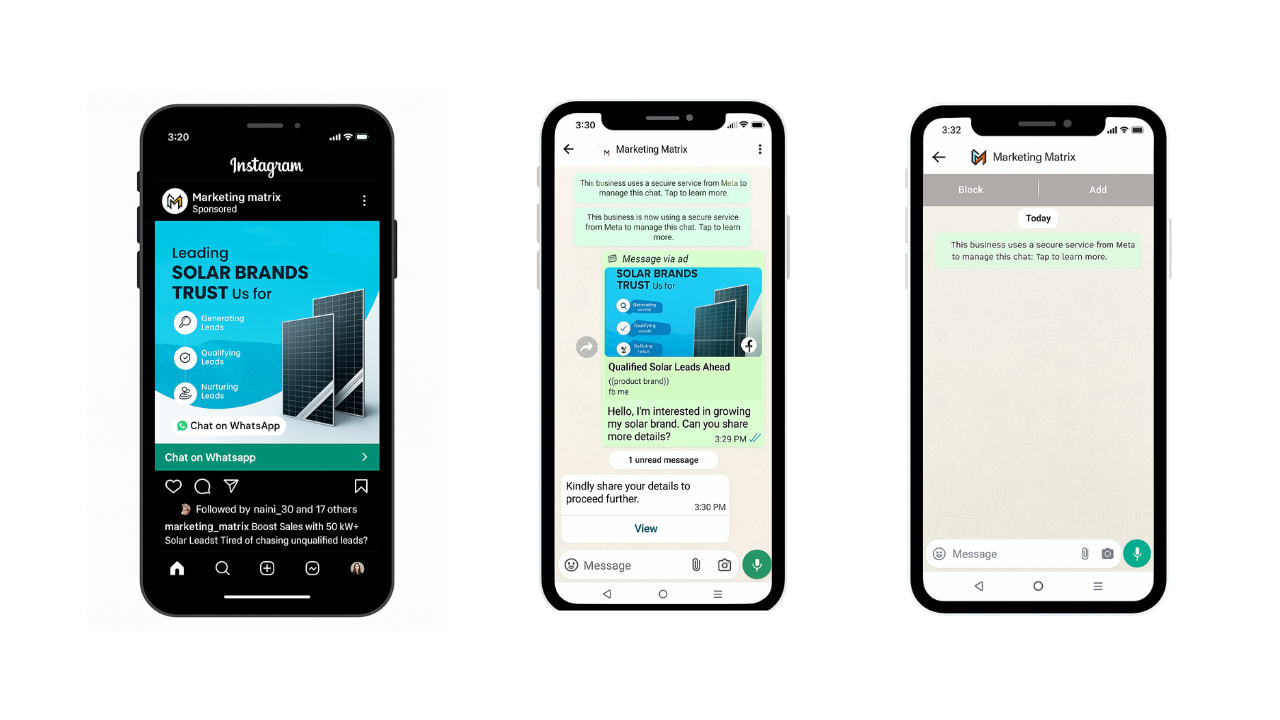 3:20
Instagram
Marketing matrix
Sponsored
Leading
SOLAR BRANDS
TRUST Us for
Generating
Leads
Qualifying
Leads
Nurturing
Leads
Chat on WhatsApp
Chat on Whatsapp
Followed by naini_30 and 17 others
marketing_matrix Boost Sales with 50 kW+
Solar Leadst Tired of chasing unqualified leads?
3:30
Marketing Matrix
This business uses a secuire service from Meta to
manage this chat. Tap to learn more.
This business is now using a secure service
from Meta to manage this chat. Tap to learn
more.
Message via ad
SOLAR BRANDS
TRUST Us for
Generating
Qualifying
Qualified Solar Leads Ahead
((product brand))
fb me
Hello, I'm interested in growing
my solar brand. Can you share
more details?
3:29 PM
1 unread message
Kindly share your details to
proceed further.
3:30 PM
View
Message
3:32
Marketing Matrix
Block
Add
Today
This business uses a secure service from Meta
to manage this chat: Tap to learn more.
Message